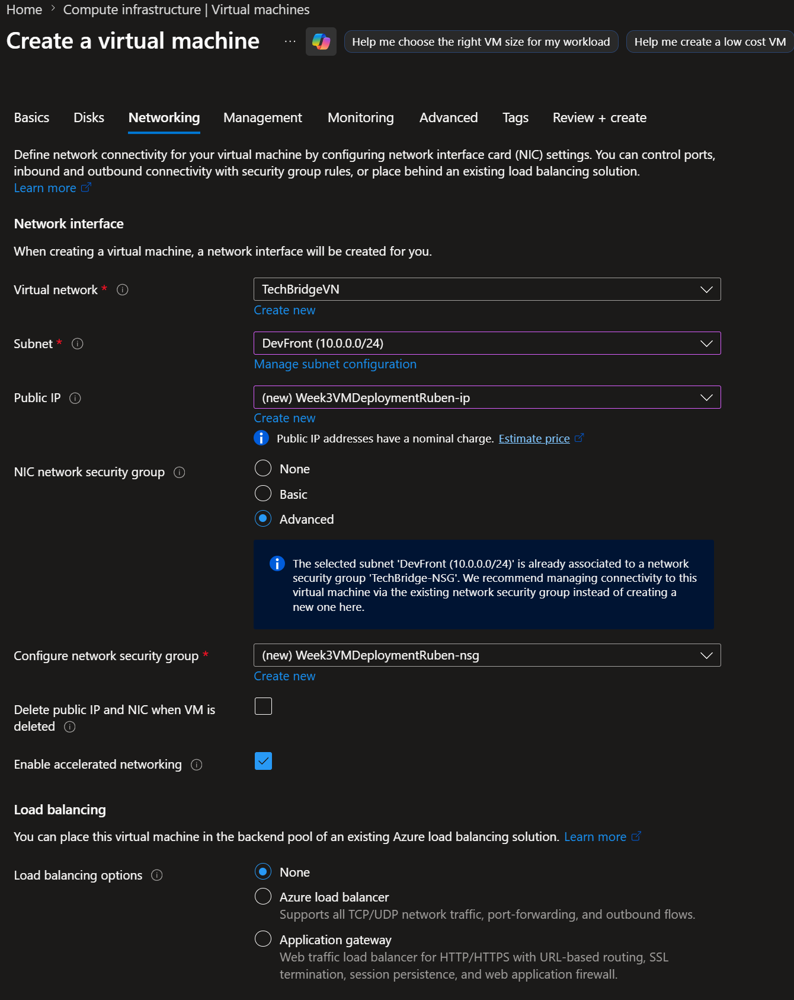 Home > Compute infrastructure | Virtual machines
Create a virtual machine ...
Help me choose the right VM size for my workload
Help me create a low cost VM
Basics Disks Networking Management Monitoring Advanced Tags Review + create
Define network connectivity for your virtual machine by configuring network interface card (NIC) settings. You can control ports,
inbound and outbound connectivity with security group rules, or place behind an existing load balancing solution.
Learn more
Network interface
When creating a virtual machine, a network interface will be created for you.
Virtual network *
TechBridgeVN
Create new
Subnet *
DevFront (10.0.0.0/24)
Manage subnet configuration
Public IP
(new) Week3VMDeploymentRuben-ip
Create new
Public IP addresses have a nominal charge. Estimate price
NIC network security group
None
Basic
Advanced
The selected subnet 'DevFront (10.0.0.0/24)' is already associated to a network
security group 'TechBridge-NSG'. We recommend managing connectivity to this
virtual machine via the existing network security group instead of creating a
new one here.
Configure network security group *
(new) Week3VMDeploymentRuben-nsg
Create new
Delete public IP and NIC when VM is
deleted
Enable accelerated networking
Load balancing
You can place this virtual machine in the backend pool of an existing Azure load balancing solution. Learn more
Load balancing options
None
Azure load balancer
Supports all TCP/UDP network traffic, port-forwarding, and outbound flows.
Application gateway
Web traffic load balancer for HTTP/HTTPS with URL-based routing, SSL
termination, session persistence, and web application firewall.